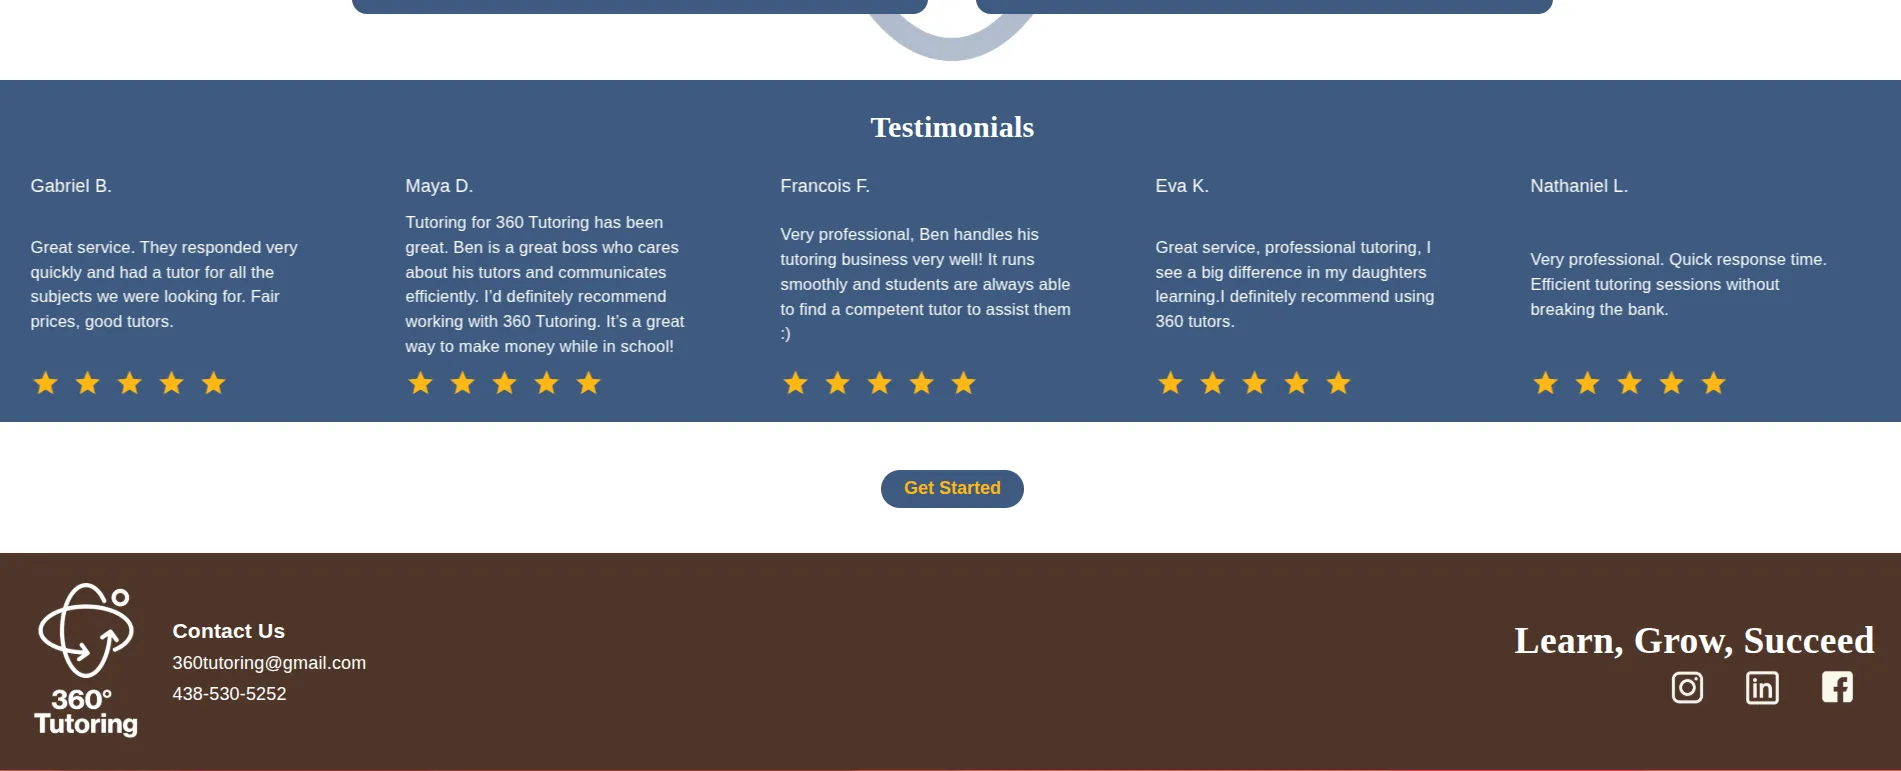 Testimonials
Gabriel B.
Great service. They responded very
quickly and had a tutor for all the
subjects we were looking for. Fair
prices, good tutors.
Maya D.
Tutoring for 360 Tutoring has been
great. Ben is a great boss who cares
about his tutors and communicates
efficiently. I’d definitely recommend
working with 360 Tutoring. It’s a great
way to make money while in school!
Francois F.
Very professional, Ben handles his
tutoring business very well! It runs
smoothly and students are always able
to find a competent tutor to assist them
:)
Eva K.
Great service, professional tutoring, I
see a big difference in my daughters
learning.I definitely recommend using
360 tutors.
Nathaniel L.
Very professional. Quick response time.
Efficient tutoring sessions without
breaking the bank.
Get Started
360°
Tutoring
Contact Us
360tutoring@gmail.com
438-530-5252
Learn, Grow, Succeed